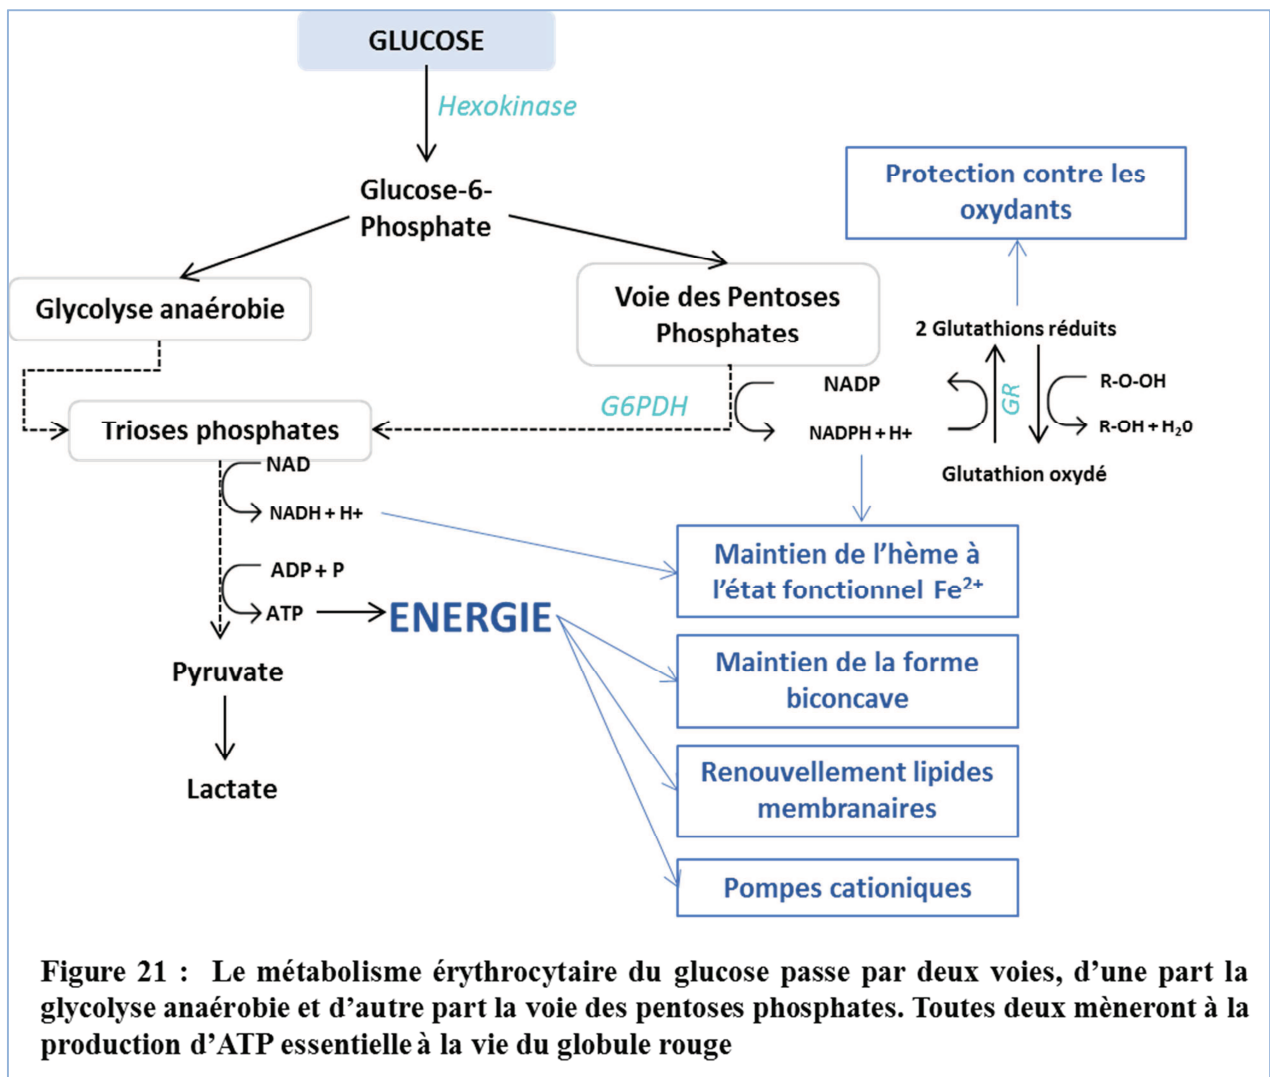 GLUCOSE
Hexokinase
Glucose-6-
Phosphate
Protection contre les
oxydants
Glycolyse anaérobie
Voie des Pentoses
Phosphates
2 Glutathions réduits
NADP
R-O-OH
GR
G6PDH
NADPH + H+
R-OH + H₂0
Glutathion oxydé
Trioses phosphates
NAD
NADH + H+
Maintien de l’hème à
l’état fonctionnel Fe²⁺
ADP + P
ATP
ENERGIE
Maintien de la forme
biconcave
Pyruvate
Renouvellement lipides
membranaires
Lactate
Pompes cationiques
Figure 21 : Le métabolisme érythrocytaire du glucose passe par deux voies, d’une part la
glycolyse anaérobie et d’autre part la voie des pentoses phosphates. Toutes deux mèneront à la
production d’ATP essentielle à la vie du globule rouge